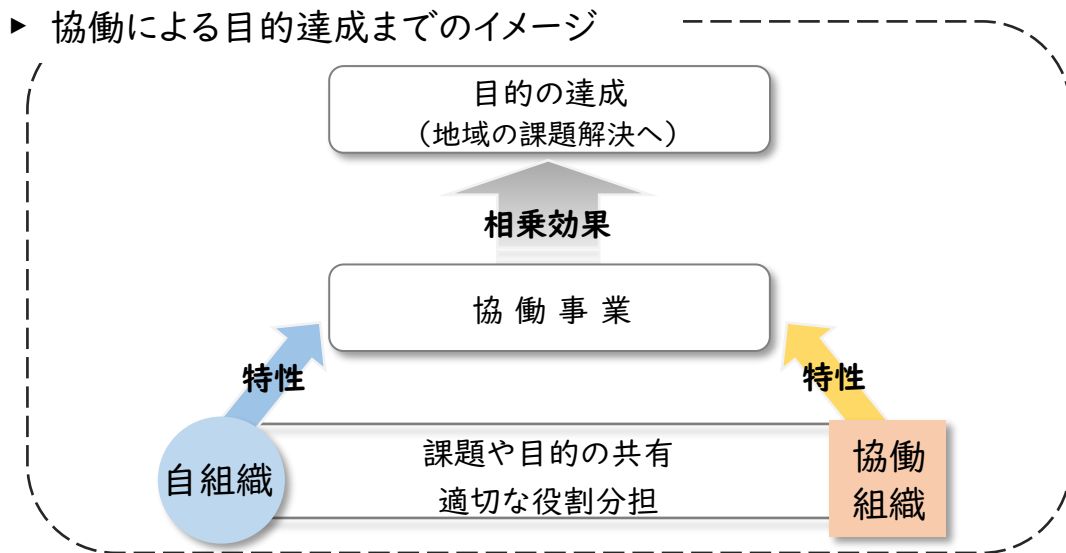 ▶ 協働による目的達成までのイメージ
目的の達成
(地域の課題解決へ)
相乗効果
協働事業
特性
特性
自組織
課題や目的の共有
適切な役割分担
協働
組織